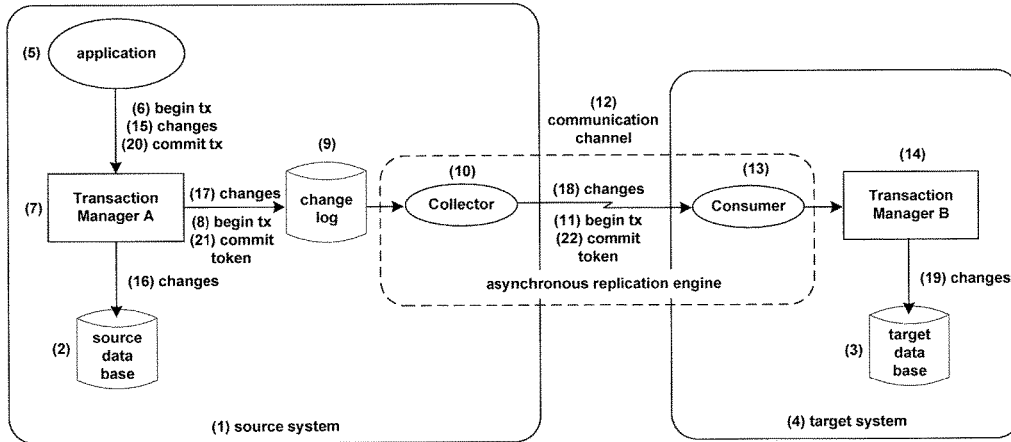 (5)
application
(6) begin tx
(15) changes
(20) commit tx
(7)
Transaction
Manager A
(17) changes
(8) begin tx
(21) commit
token
(9)
change
log
(10)
Collector
(12)
communication
channel
(18) changes
(11) begin tx
(22) commit
token
(13)
Consumer
(14)
Transaction
Manager B
asynchronous replication engine
(16) changes
(19) changes
(2)
source
data
base
(3)
target
data
base
(1) source system
(4) target system